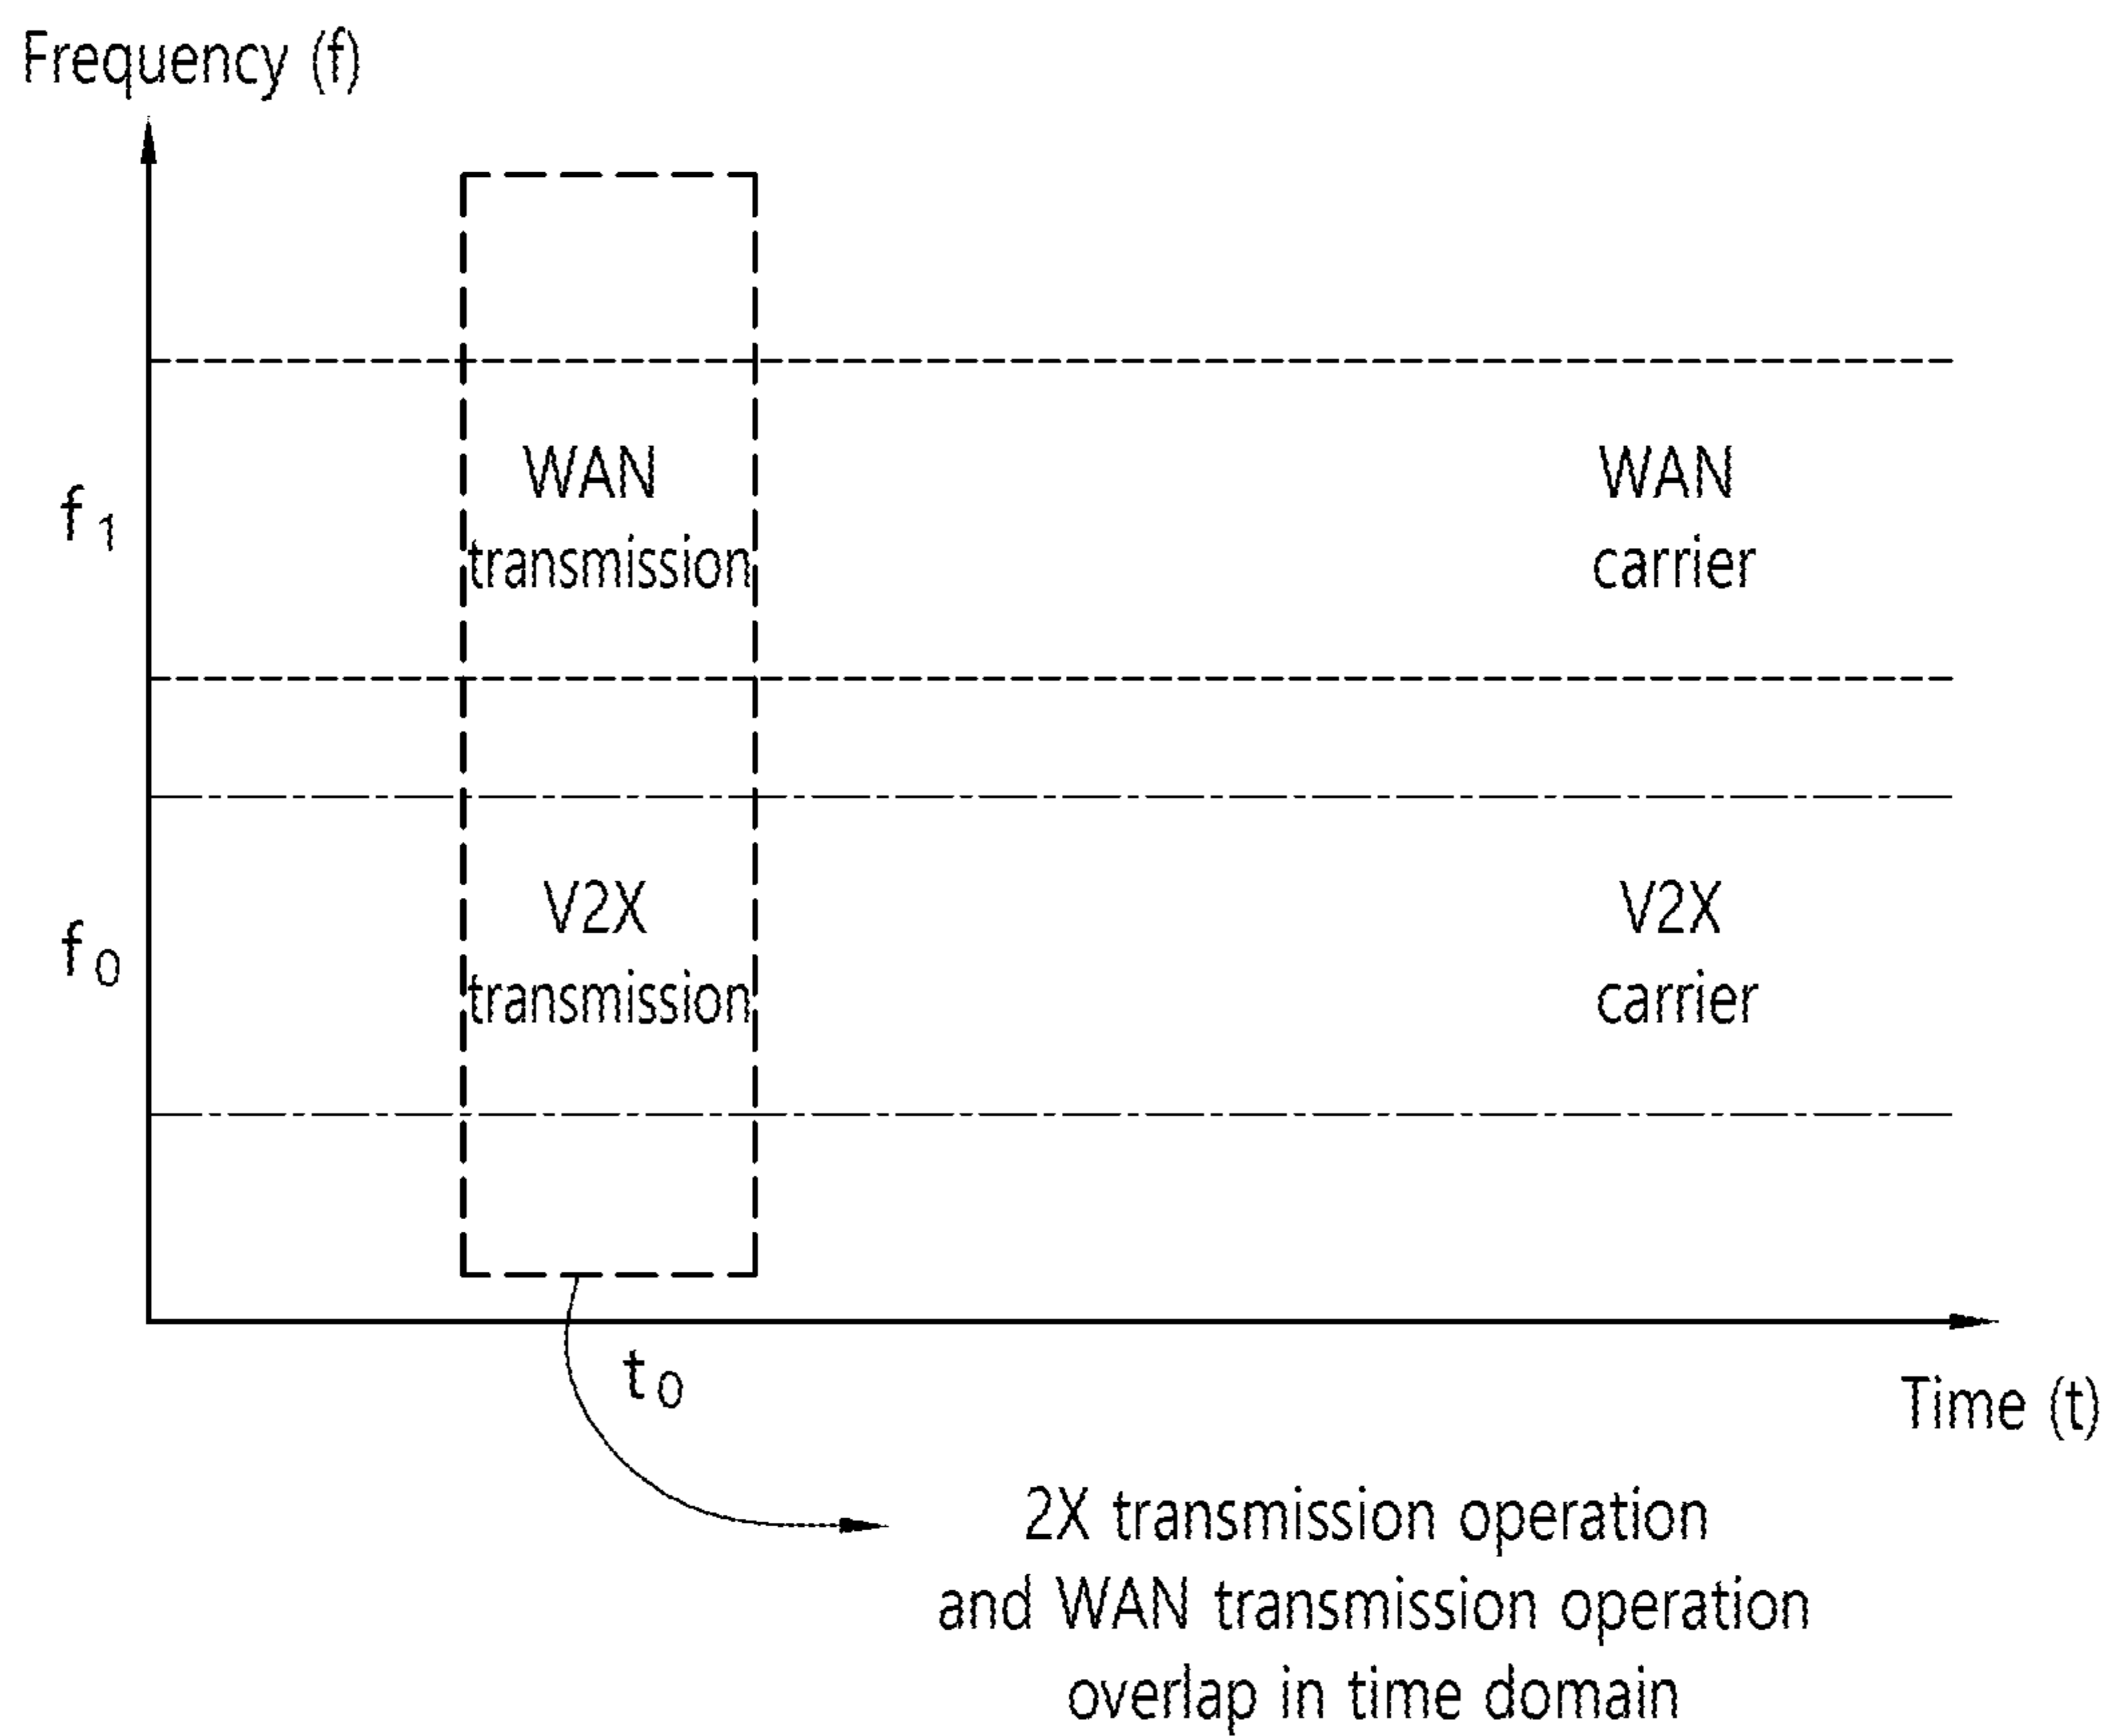 Frequency (f)
WAN
transmission
WAN
carrier
f1
V2X
transmission
V2X
carrier
f0
t0
Time (t)
2X transmission operation
and WAN transmission operation
overlap in time domain